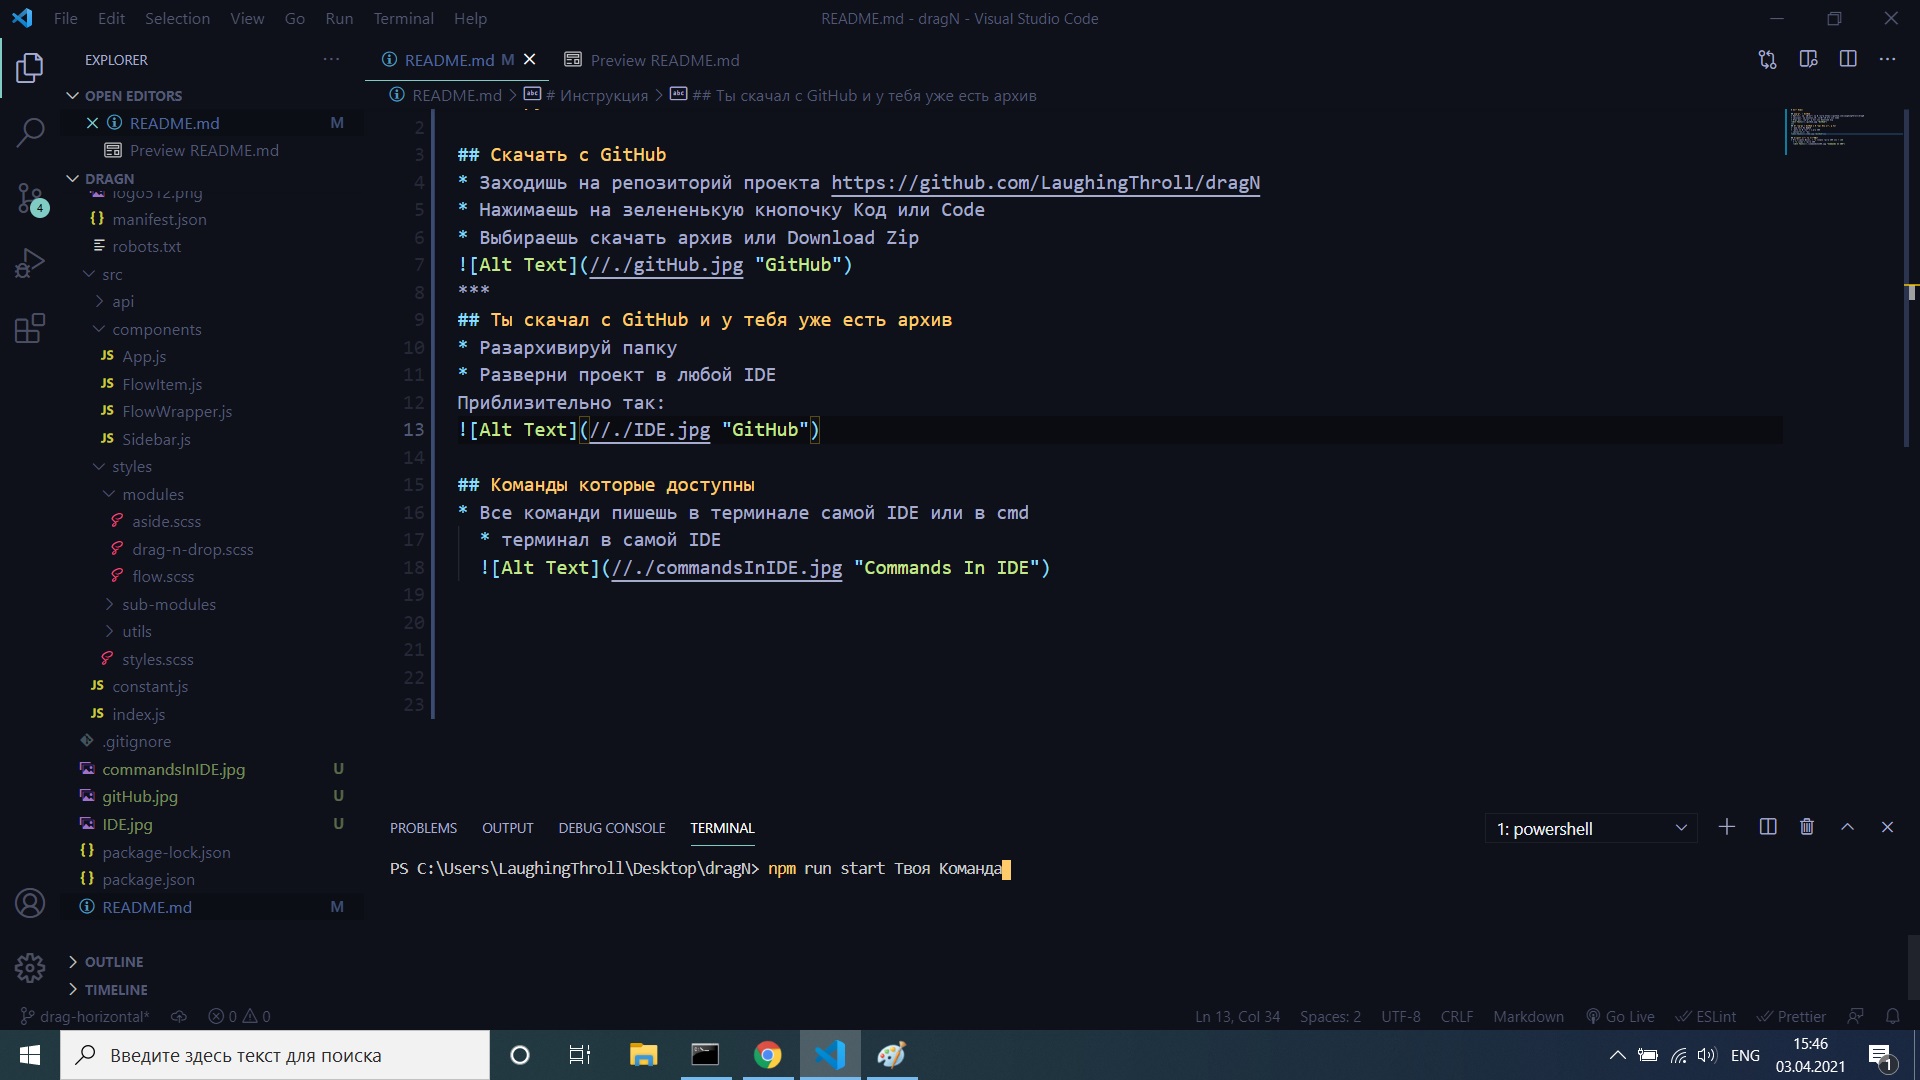 File Edit Selection View Go Run Terminal Help
README.md - dragN - Visual Studio Code
EXPLORER
README.md M
Preview README.md
OPEN EDITORS
README.md > # Инструкция > ## Ты скачал с GitHub и у тебя уже есть архив
README.md M
Preview README.md
DRAGN
logo512.png
manifest.json
robots.txt
src
api
components
JS App.js
JS FlowItem.js
JS FlowWrapper.js
JS Sidebar.js
styles
modules
aside.scss
drag-n-drop.scss
flow.scss
sub-modules
utils
styles.scss
JS constant.js
JS index.js
.gitignore
commandsInIDE.jpg U
gitHub.jpg U
IDE.jpg U
package-lock.json
package.json
README.md M
OUTLINE
TIMELINE
2
3 ## Скачать с GitHub
4 * Заходишь на репозиторий проекта https://github.com/LaughingThroll/dragN
5 * Нажимаешь на зелененькую кнопочку Код или Code
6 * Выбираешь скачать архив или Download Zip
7 ![Alt Text](//./gitHub.jpg "GitHub")
8 ***
9 ## Ты скачал с GitHub и у тебя уже есть архив
10 * Разархивируй папку
11 * Разверни проект в любой IDE
12 Приблизительно так:
13 ![Alt Text](//./IDE.jpg "GitHub")
14
15 ## Команды которые доступны
16 * Все команди пишешь в терминале самой IDE или в cmd
17 * терминал в самой IDE
18 ![Alt Text](//./commandsInIDE.jpg "Commands In IDE")
19
20
21
22
23
4
PROBLEMS OUTPUT DEBUG CONSOLE TERMINAL
1: powershell
PS C:\Users\LaughingThroll\Desktop\dragN> npm run start Твоя Команда
drag-horizontal* 0 0
Ln 13, Col 34 Spaces: 2 UTF-8 CRLF Markdown Go Live ESLint Prettier
Введите здесь текст для поиска
ENG
15:46
03.04.2021
1